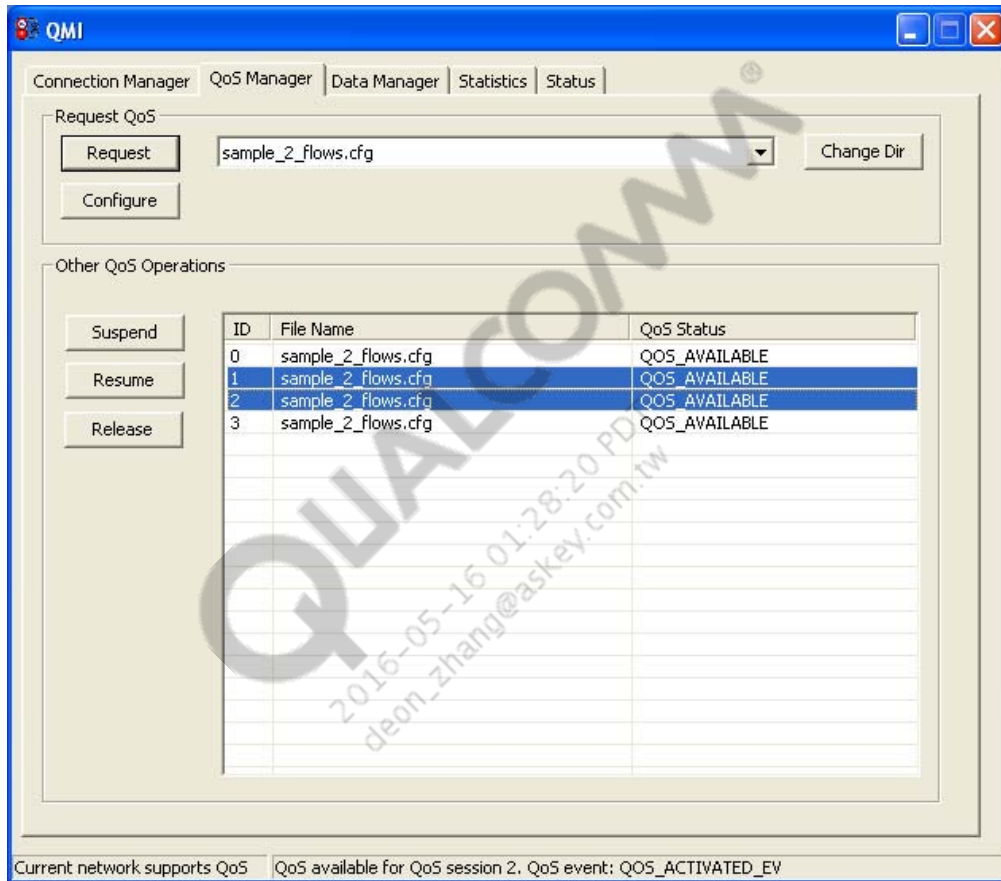 QMI
Connection Manager QoS Manager Data Manager Statistics Status
Request QoS
Request sample_2_flows.cfg Change Dir
Configure
Other QoS Operations
Suspend
Resume
Release
ID File Name QoS Status
0 sample_2_flows.cfg QOS_AVAILABLE
1 sample_2_flows.cfg QOS_AVAILABLE
2 sample_2_flows.cfg QOS_AVAILABLE
3 sample_2_flows.cfg QOS_AVAILABLE
QUALCOMM
2016-05-16 01:28:20 PDT
deon_zhang@askey.com.tw
Current network supports QoS QoS available for QoS session 2. QoS event: QOS_ACTIVATED_EV